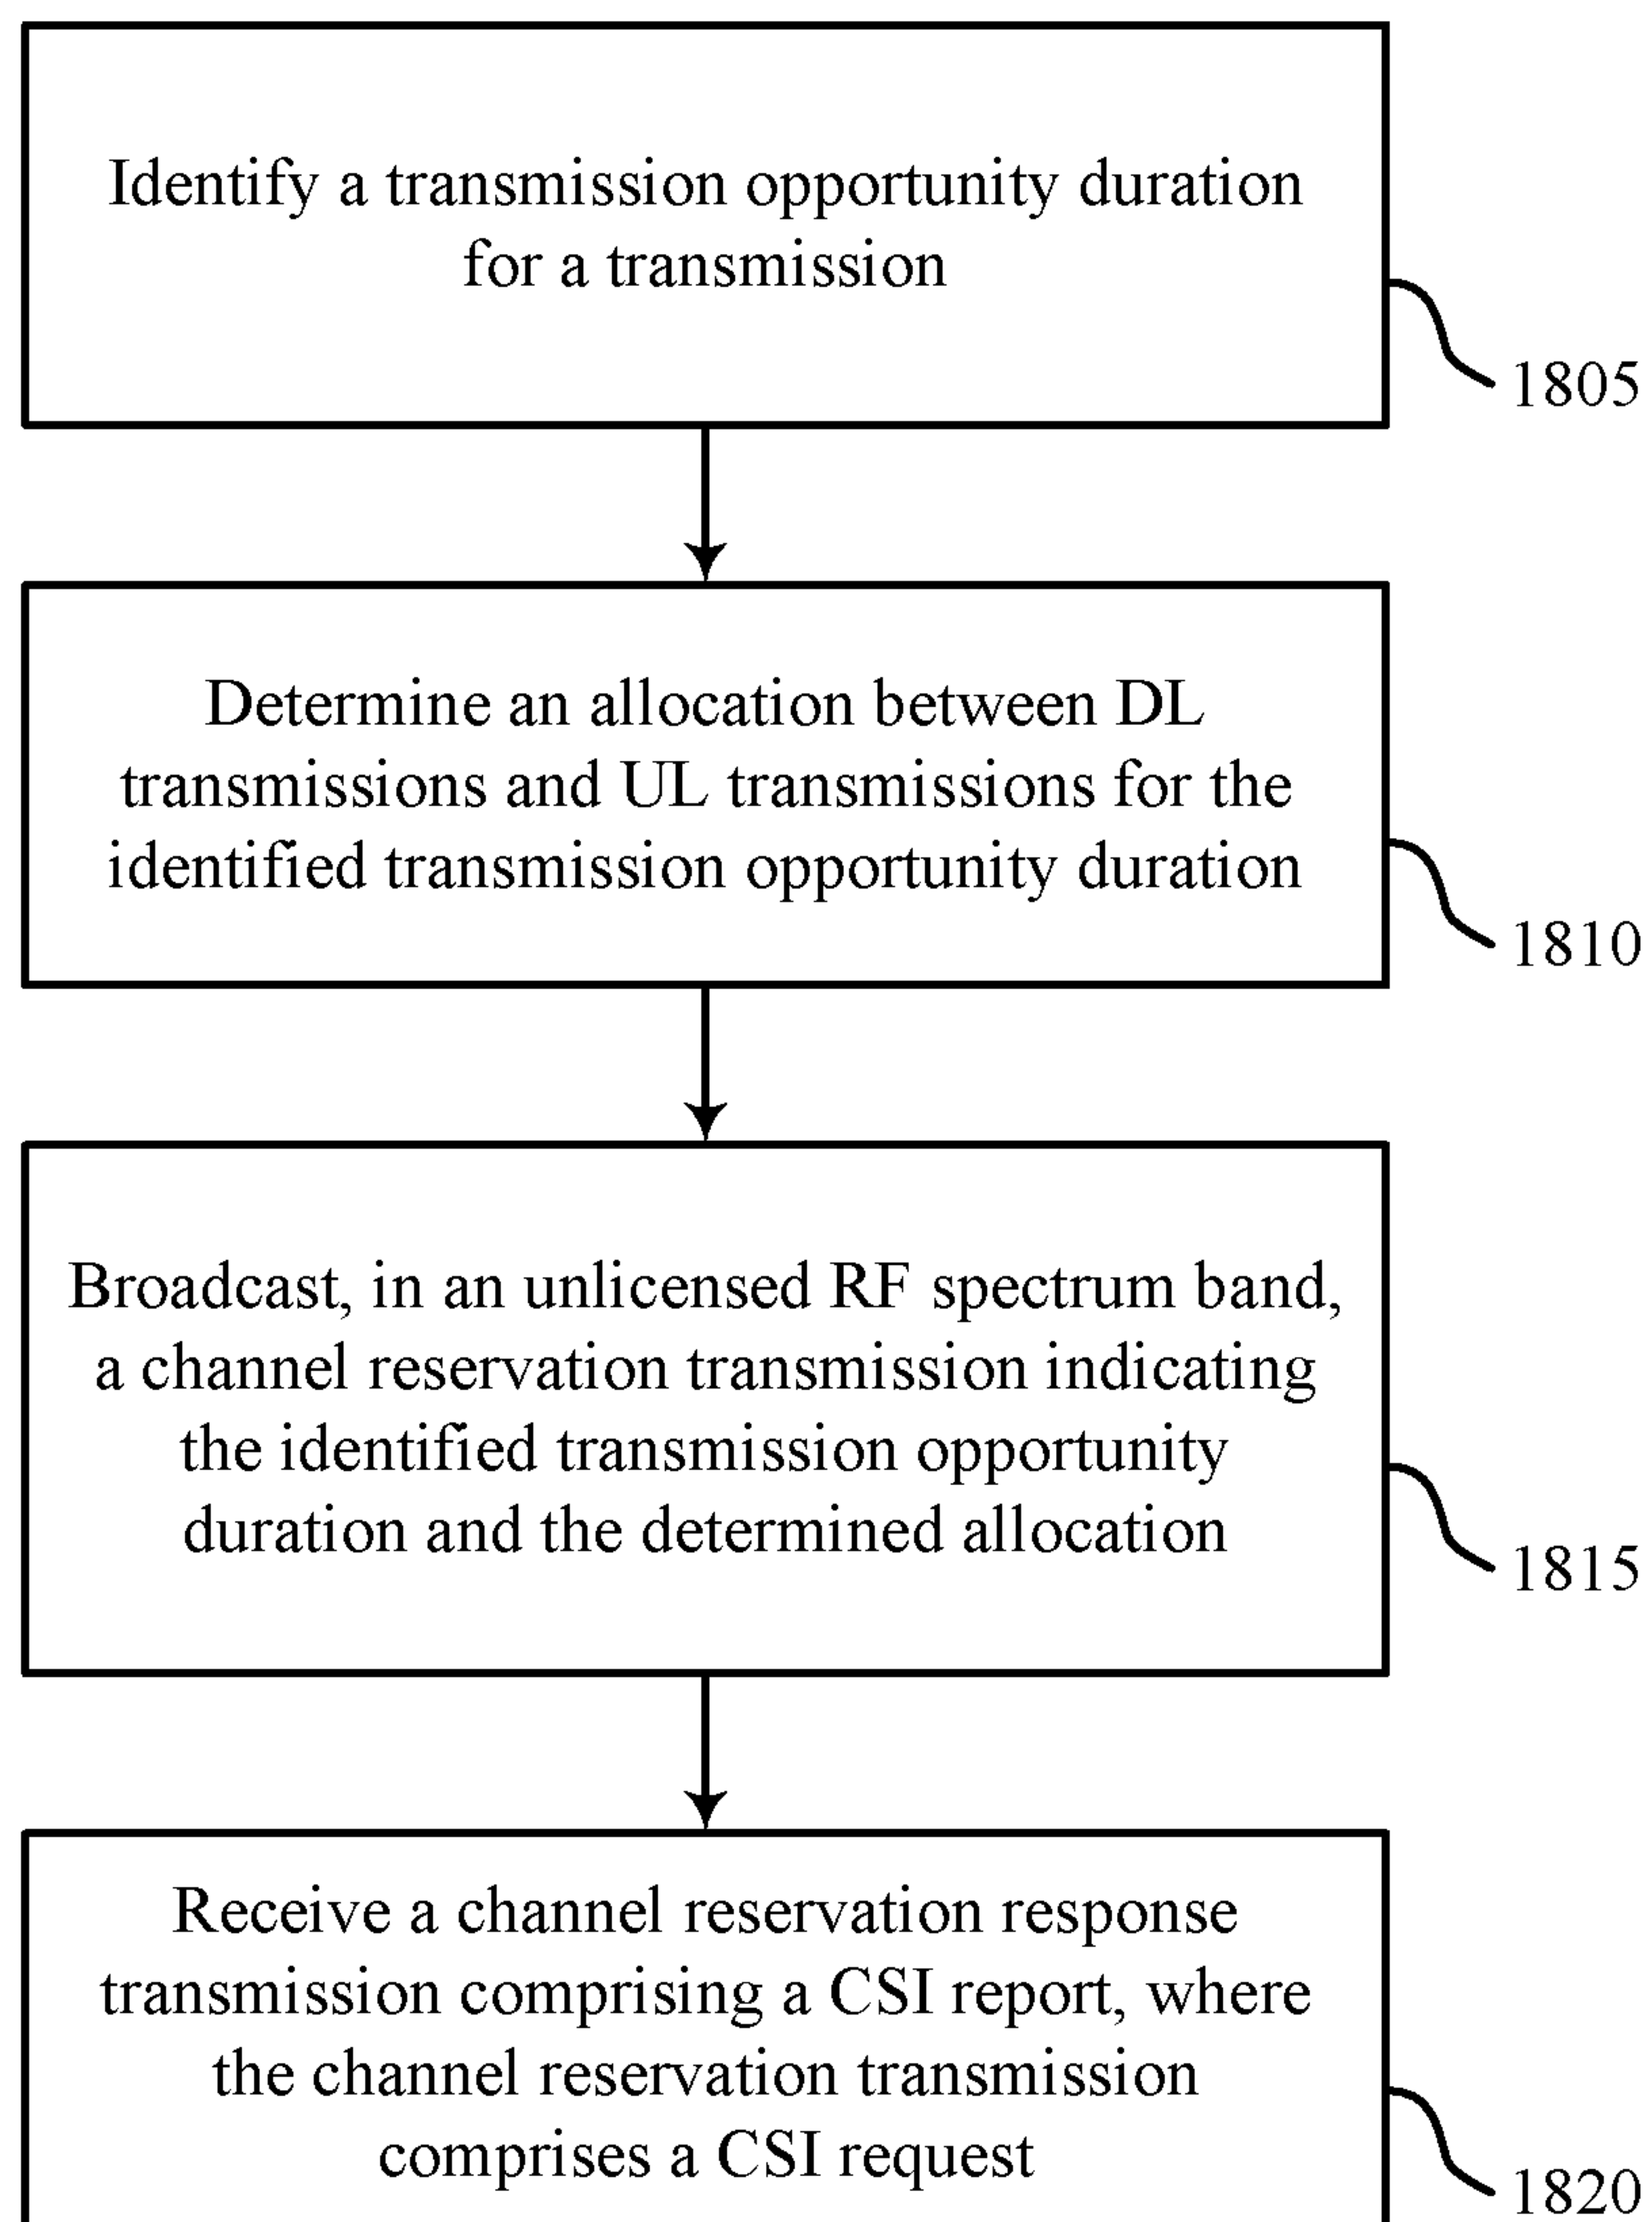 Identify a transmission opportunity duration
for a transmission
1805
Determine an allocation between DL
transmissions and UL transmissions for the
identified transmission opportunity duration
1810
Broadcast, in an unlicensed RF spectrum band,
a channel reservation transmission indicating
the identified transmission opportunity
duration and the determined allocation
1815
Receive a channel reservation response
transmission comprising a CSI report, where
the channel reservation transmission
comprises a CSI request
1820